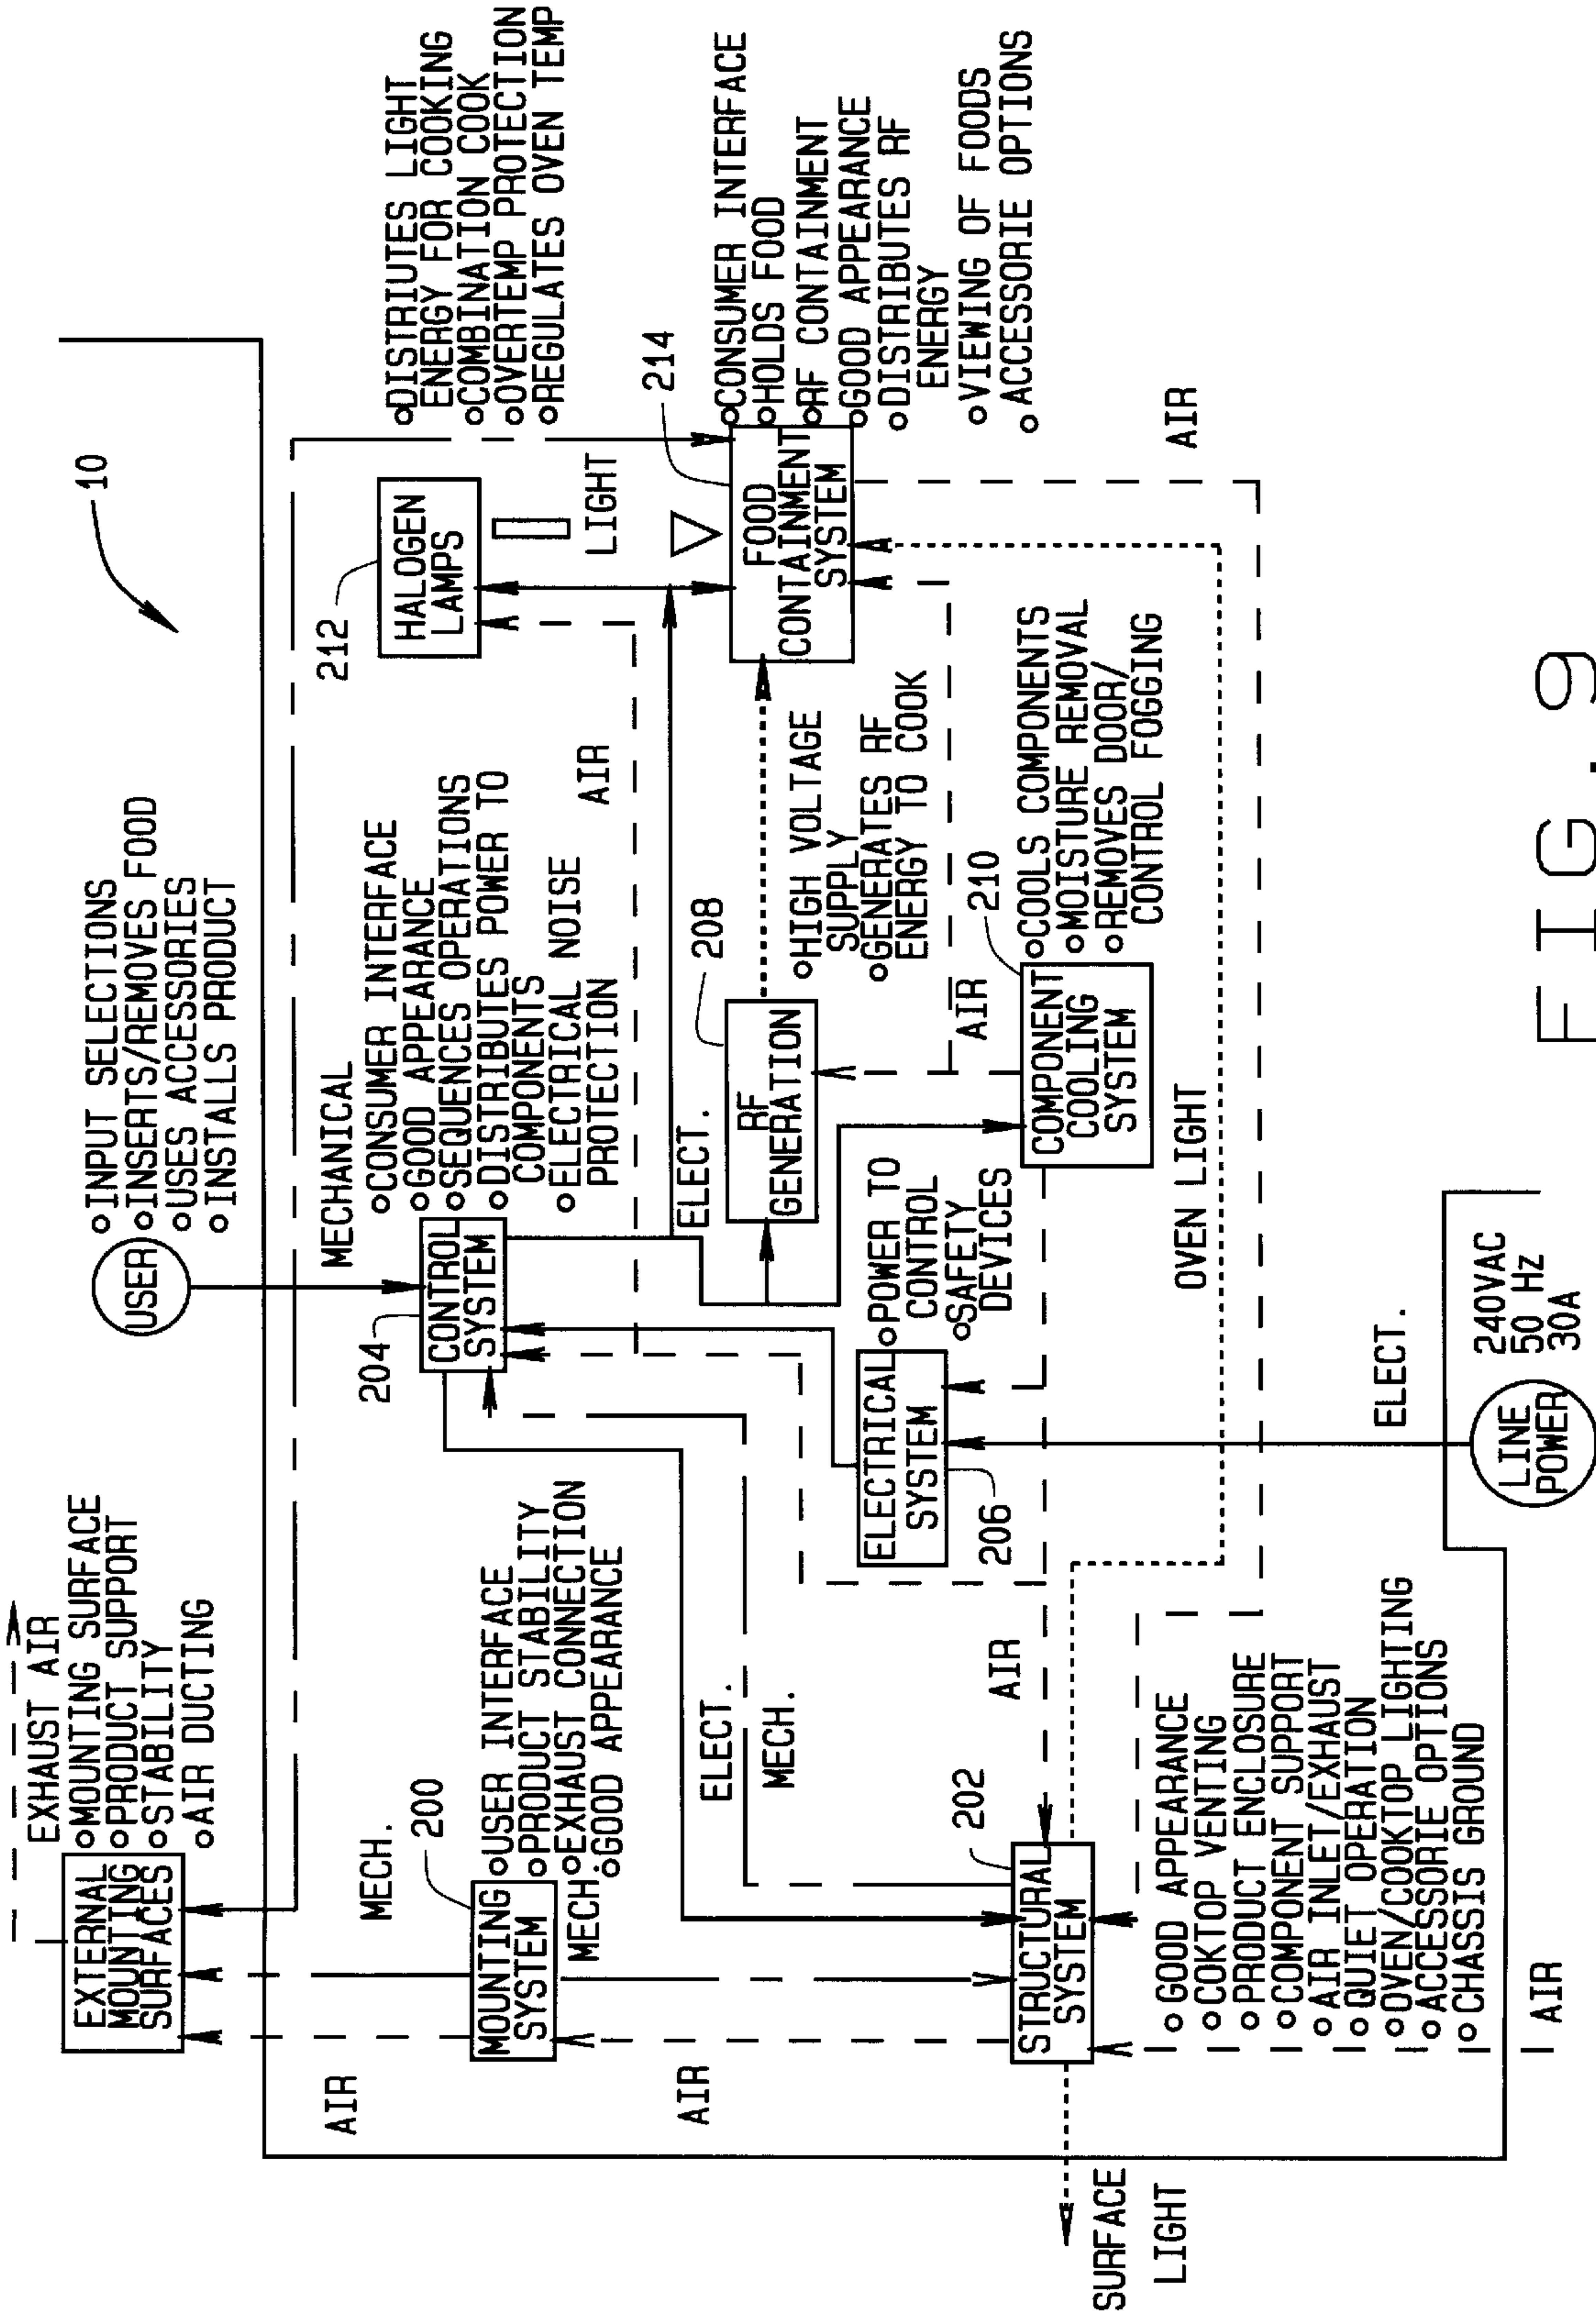 10
EXHAUST AIR
EXTERNAL
MOUNTING
SURFACES
MOUNTING SURFACE
PRODUCT SUPPORT
STABILITY
AIR DUCTING
USER
INPUT SELECTIONS
INSERTS/REMOVES FOOD
USES ACCESSORIES
INSTALLS PRODUCT
AIR
MECH.
MECHANICAL
200
MOUNTING
SYSTEM
USER INTERFACE
PRODUCT STABILITY
EXHAUST CONNECTION
GOOD APPEARANCE
MECH.
204
CONTROL
SYSTEM
CONSUMER INTERFACE
GOOD APPEARANCE
SEQUENCES OPERATIONS
DISTRIBUTES POWER TO
COMPONENTS
ELECTRICAL NOISE
PROTECTION
212
HALOGEN
LAMPS
DISTRIUTES LIGHT
ENERGY FOR COOKING
COMBINATION COOK
OVERTEMP PROTECTION
REGULATES OVEN TEMP
LIGHT
AIR
AIR
ELECT.
MECH.
ELECT.
208
RF
GENERATION
HIGH VOLTAGE
SUPPLY
GENERATES RF
ENERGY TO COOK
214
FOOD
CONTAINMENT
SYSTEM
CONSUMER INTERFACE
HOLDS FOOD
RF CONTAINMENT
GOOD APPEARANCE
DISTRIBUTES RF
ENERGY
VIEWING OF FOODS
ACCESSORIE OPTIONS
ELECTRICAL
SYSTEM
206
POWER TO
CONTROL
SAFETY
DEVICES
AIR
210
COMPONENT
COOLING
SYSTEM
COOLS COMPONENTS
MOISTURE REMOVAL
REMOVES DOOR/
CONTROL FOGGING
AIR
AIR
202
STRUCTURAL
SYSTEM
SURFACE
LIGHT
OVEN LIGHT
GOOD APPEARANCE
COKTOP VENTING
PRODUCT ENCLOSURE
COMPONENT SUPPORT
AIR INLET/EXHAUST
QUIET OPERATION
OVEN/COOKTOP LIGHTING
ACCESSORIE OPTIONS
CHASSIS GROUND
AIR
ELECT.
LINE
POWER
240VAC
50 Hz
30A
FIG.9